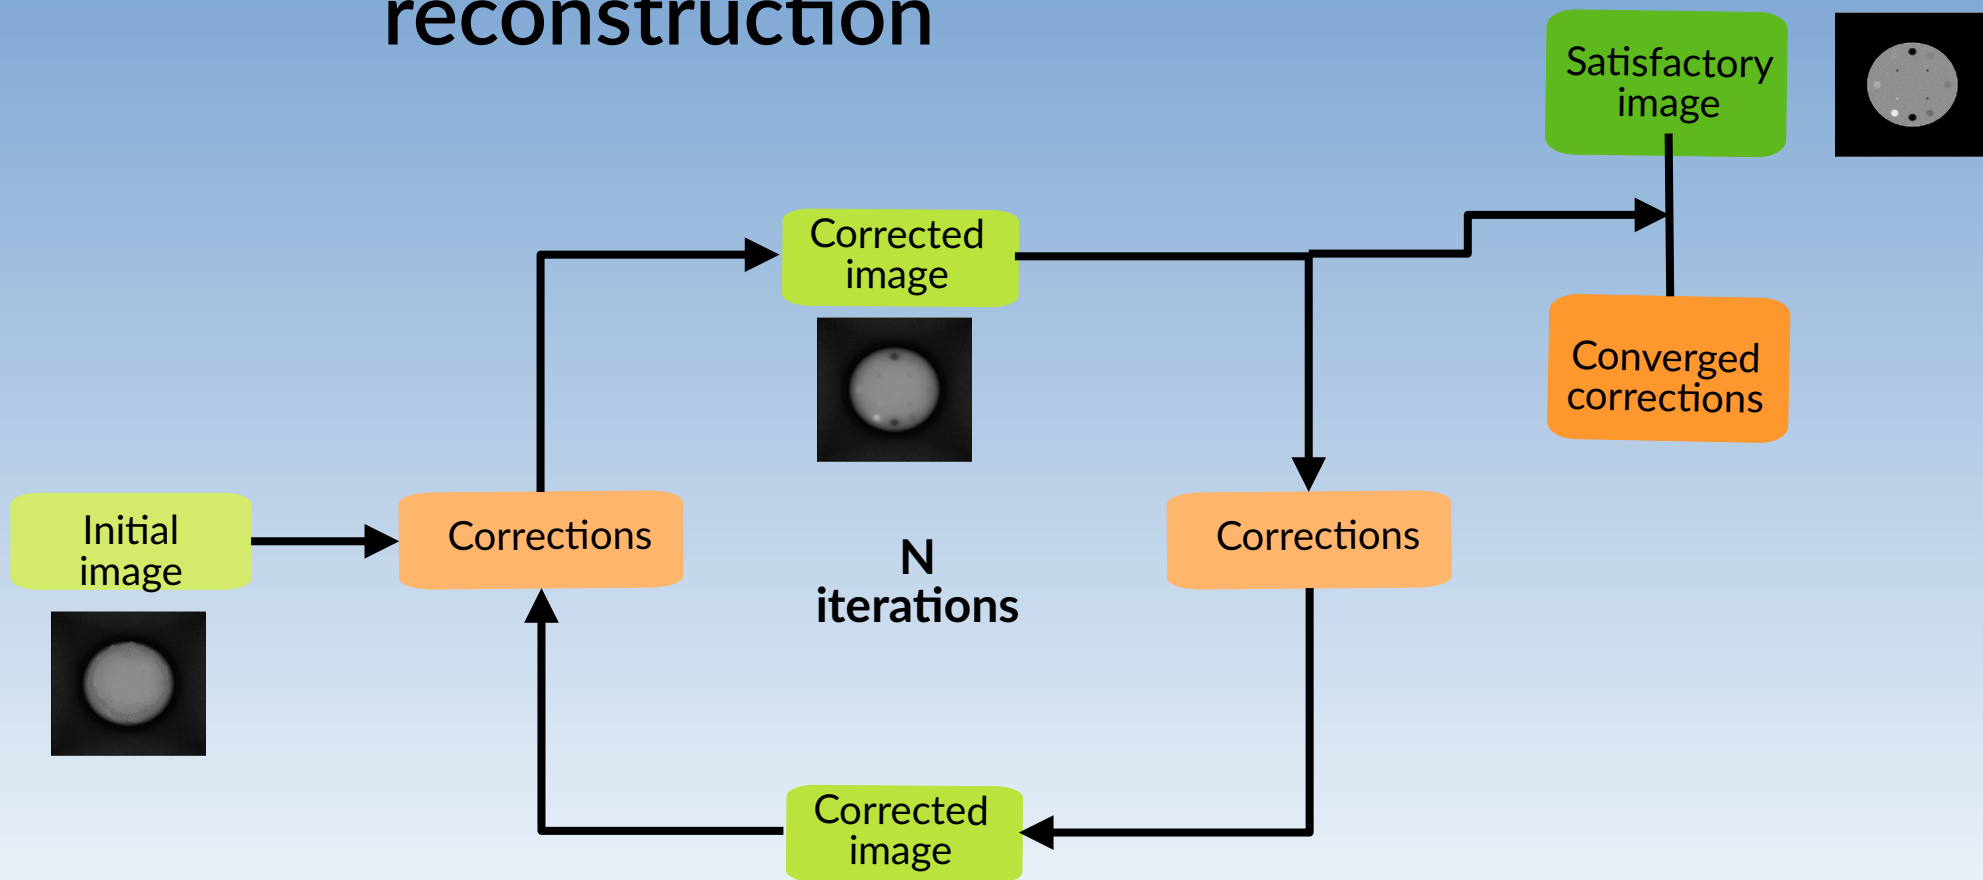 reconstruction
Satisfactory
image
Corrected
image
Converged
corrections
Initial
image
Corrections
N
iterations
Corrections
Corrected
image